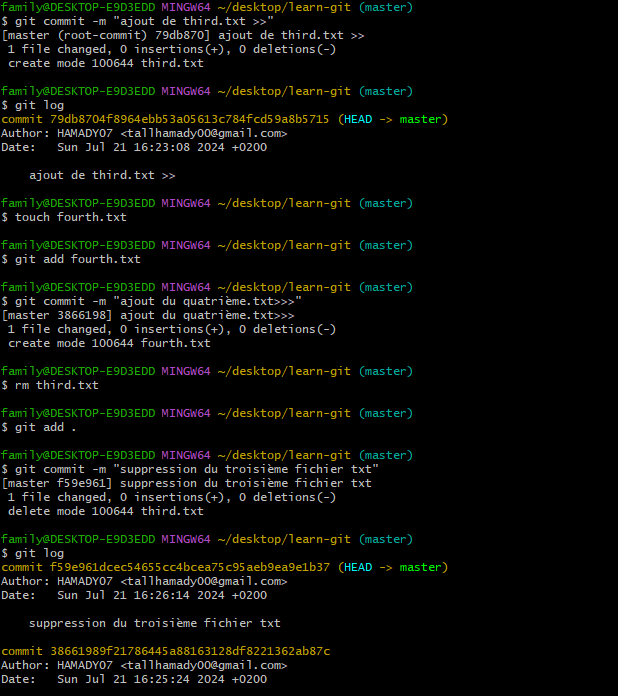 family@DESKTOP-E9D3EDD MINGW64 ~/desktop/learn-git (master)
$ git commit -m "ajout de third.txt >>"
[master (root-commit) 79db870] ajout de third.txt >>
 1 file changed, 0 insertions(+), 0 deletions(-)
 create mode 100644 third.txt

family@DESKTOP-E9D3EDD MINGW64 ~/desktop/learn-git (master)
$ git log
commit 79db8704f8964ebb53a05613c784fcd59a8b5715 (HEAD -> master)
Author: HAMADY07 <tallhamady00@gmail.com>
Date:   Sun Jul 21 16:23:08 2024 +0200

    ajout de third.txt >>

family@DESKTOP-E9D3EDD MINGW64 ~/desktop/learn-git (master)
$ touch fourth.txt

family@DESKTOP-E9D3EDD MINGW64 ~/desktop/learn-git (master)
$ git add fourth.txt

family@DESKTOP-E9D3EDD MINGW64 ~/desktop/learn-git (master)
$ git commit -m "ajout du quatrième.txt>>>"
[master 3866198] ajout du quatrième.txt>>>
 1 file changed, 0 insertions(+), 0 deletions(-)
 create mode 100644 fourth.txt

family@DESKTOP-E9D3EDD MINGW64 ~/desktop/learn-git (master)
$ rm third.txt

family@DESKTOP-E9D3EDD MINGW64 ~/desktop/learn-git (master)
$ git add .

family@DESKTOP-E9D3EDD MINGW64 ~/desktop/learn-git (master)
$ git commit -m "suppression du troisième fichier txt"
[master f59e961] suppression du troisième fichier txt
 1 file changed, 0 insertions(+), 0 deletions(-)
 delete mode 100644 third.txt

family@DESKTOP-E9D3EDD MINGW64 ~/desktop/learn-git (master)
$ git log
commit f59e961dcec54655cc4bcea75c95aeb9ea9e1b37 (HEAD -> master)
Author: HAMADY07 <tallhamady00@gmail.com>
Date:   Sun Jul 21 16:26:14 2024 +0200

    suppression du troisième fichier txt

commit 38661989f21786445a88163128df8221362ab87c
Author: HAMADY07 <tallhamady00@gmail.com>
Date:   Sun Jul 21 16:25:24 2024 +0200